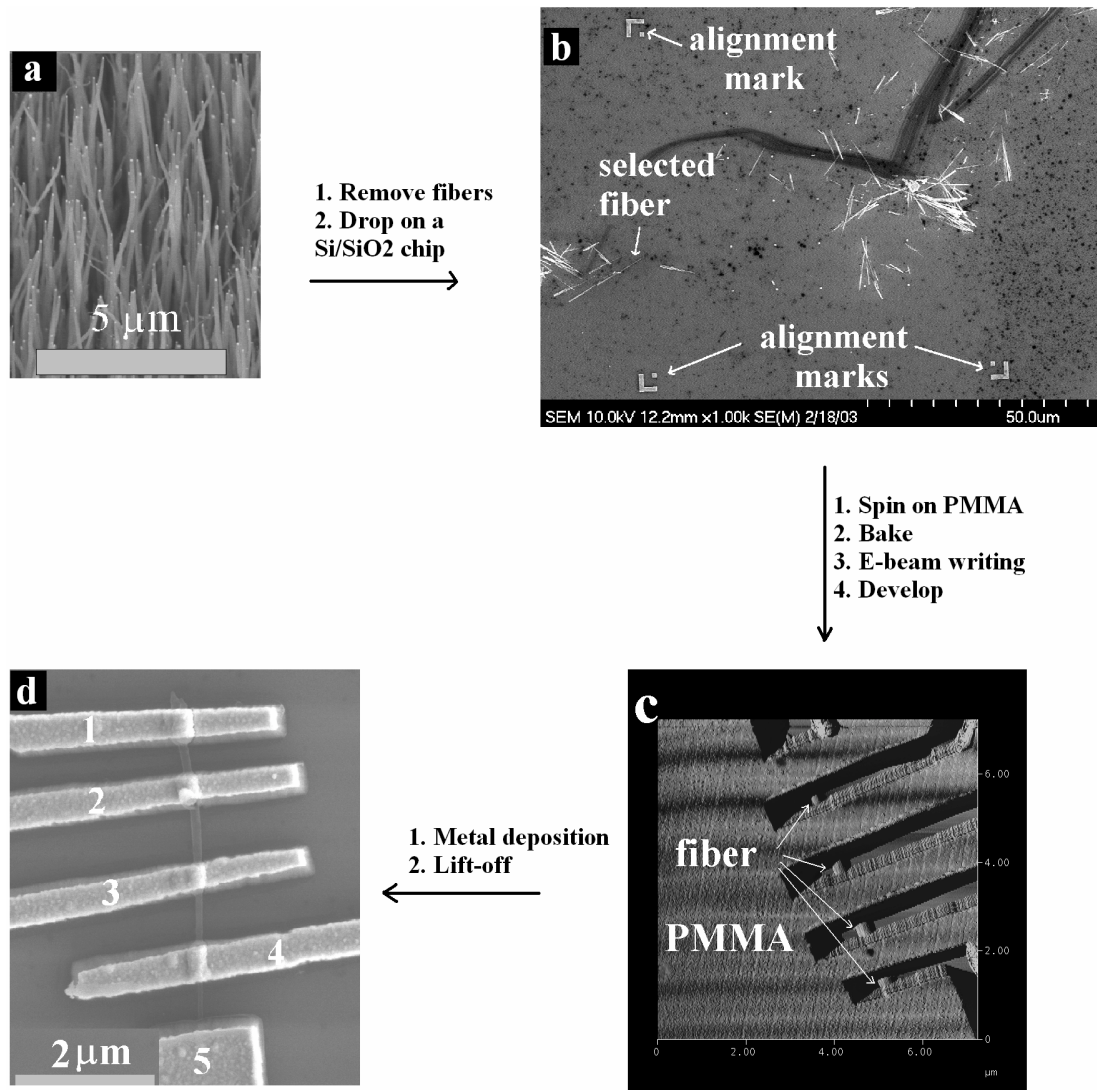 a
5 μm
1. Remove fibers
2. Drop on a
Si/SiO2 chip
b
alignment
mark
selected
fiber
alignment
marks
SEM 10.0kV 12.2mm x1.00k SE(M) 2/18/03
50.0um
1. Spin on PMMA
2. Bake
3. E-beam writing
4. Develop
c
fiber
PMMA
6.00
4.00
2.00
0
0
2.00
4.00
6.00
μm
1. Metal deposition
2. Lift-off
d
1
2
3
4
5
2μm